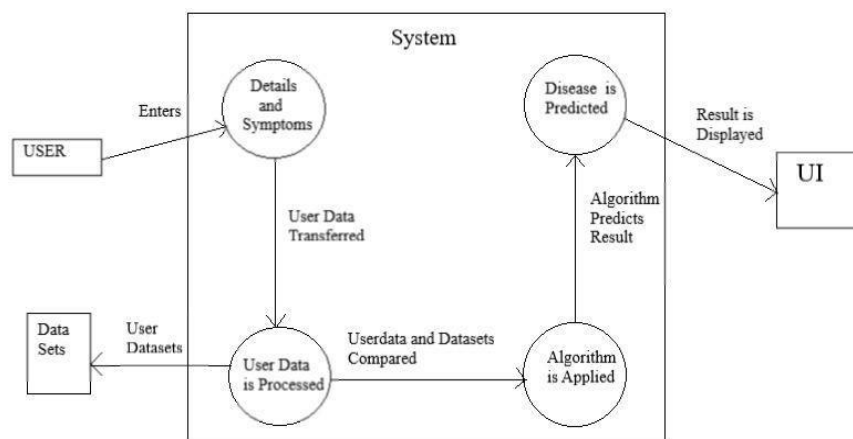 System
Details
and
Symptoms
Disease is
Predicted
Enters
Result is
Displayed
USER
UI
User Data
Transferred
Algorithm
Predicts
Result
Data
Sets
User
Datasets
User Data
is Processed
Userdata and Datasets
Compared
Algorithm
is Applied